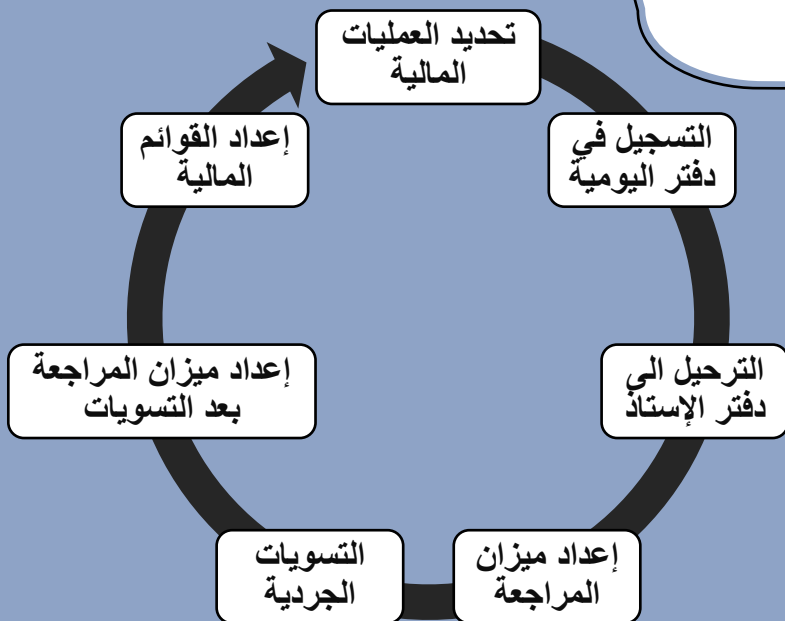 تحديد العمليات
المالية
التسجيل في
دفتر اليومية
الترحيل الى
دفتر الإستاذ
إعداد ميزان
المراجعة
التسويات
الجردية
إعداد ميزان المراجعة
بعد التسويات
إعداد القوائم
المالية